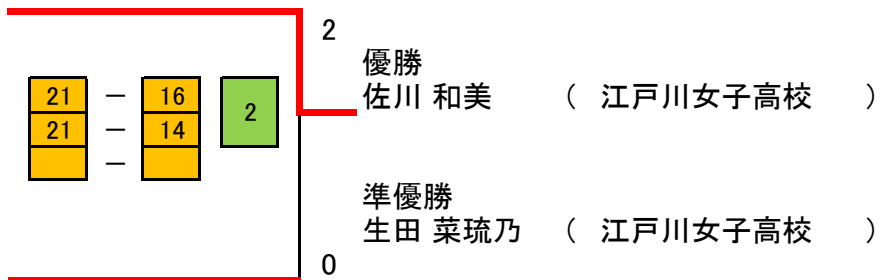 2
優勝
佐川 和美 （ 江戸川女子高校 ）
21 － 16
2
21 － 14
－
準優勝
生田 菜琉乃 （ 江戸川女子高校 ）
0